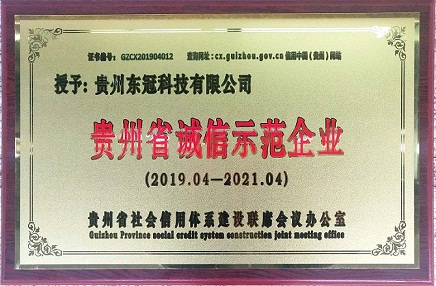 证书编号: GZCX201904012 查询网址:cx.guizhou.gov.cn 信用中国(贵州)网站
授予: 贵州东冠科技有限公司
贵州省诚信示范企业
(2019.04—2021.04)
贵州省社会信用体系建设联席会议办公室
Guizhou Province social credit system construction joint meeting office